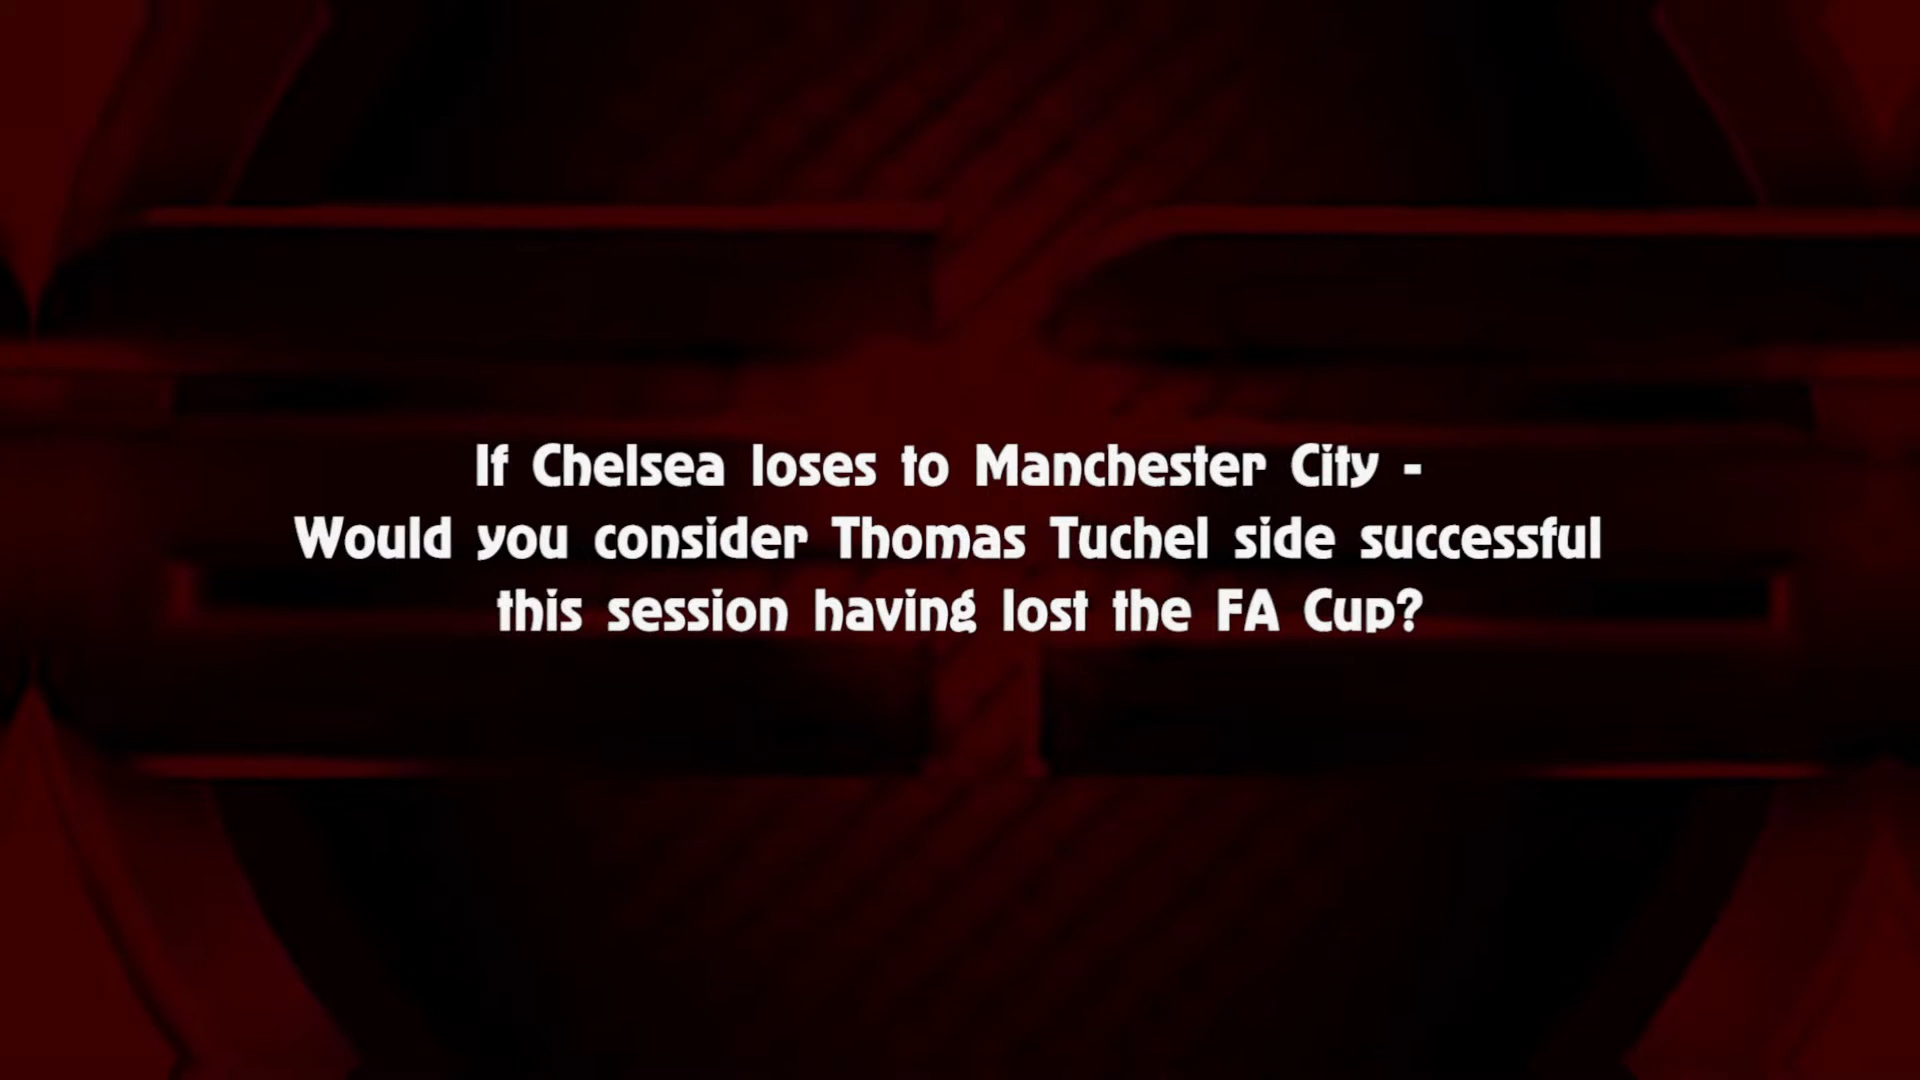 If Chelsea loses to Manchester City -
Would you consider Thomas Tuchel side successful
this session having lost the FA Cup?